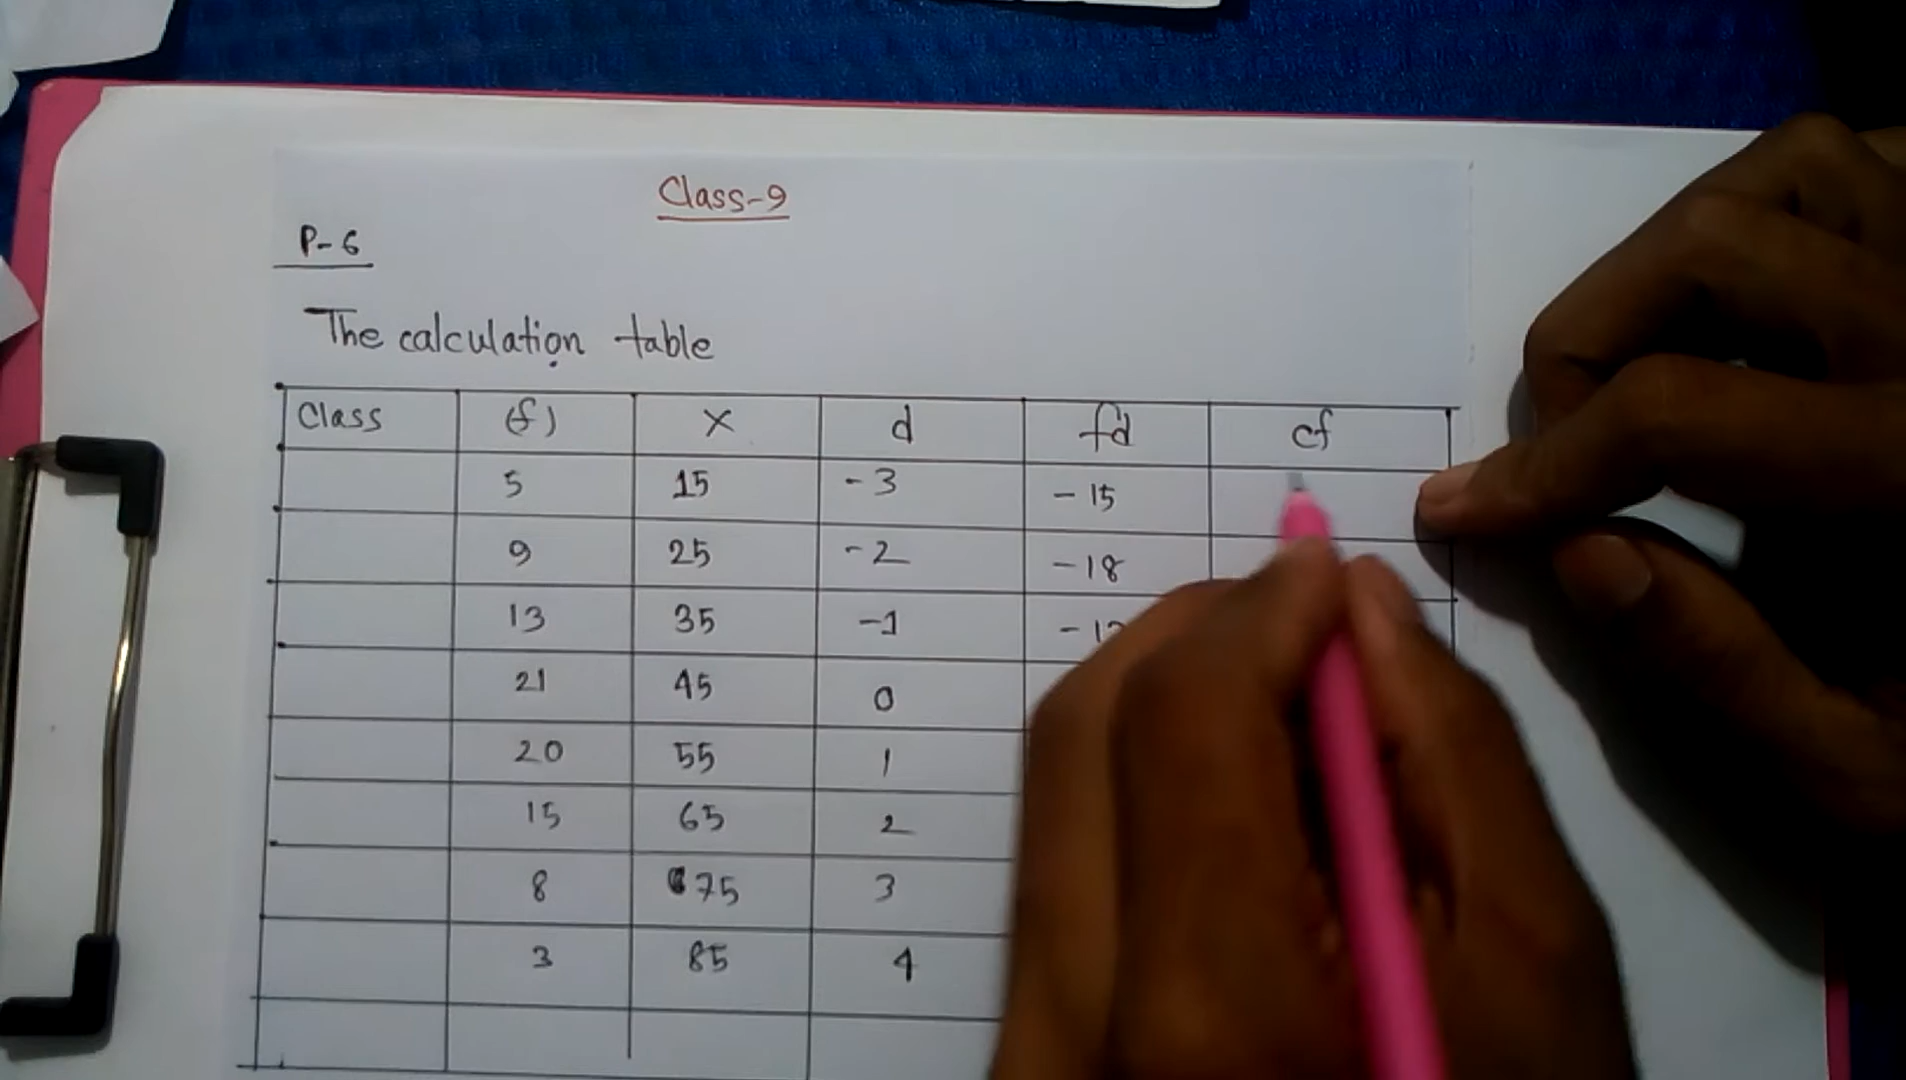 Class-9
P-6
The calculation table
Class (f) x d fd cf
5 15 -3 -15
9 25 -2 -18
13 35 -1
21 45 0
20 55 1
15 65 2
8 75 3
3 85 4